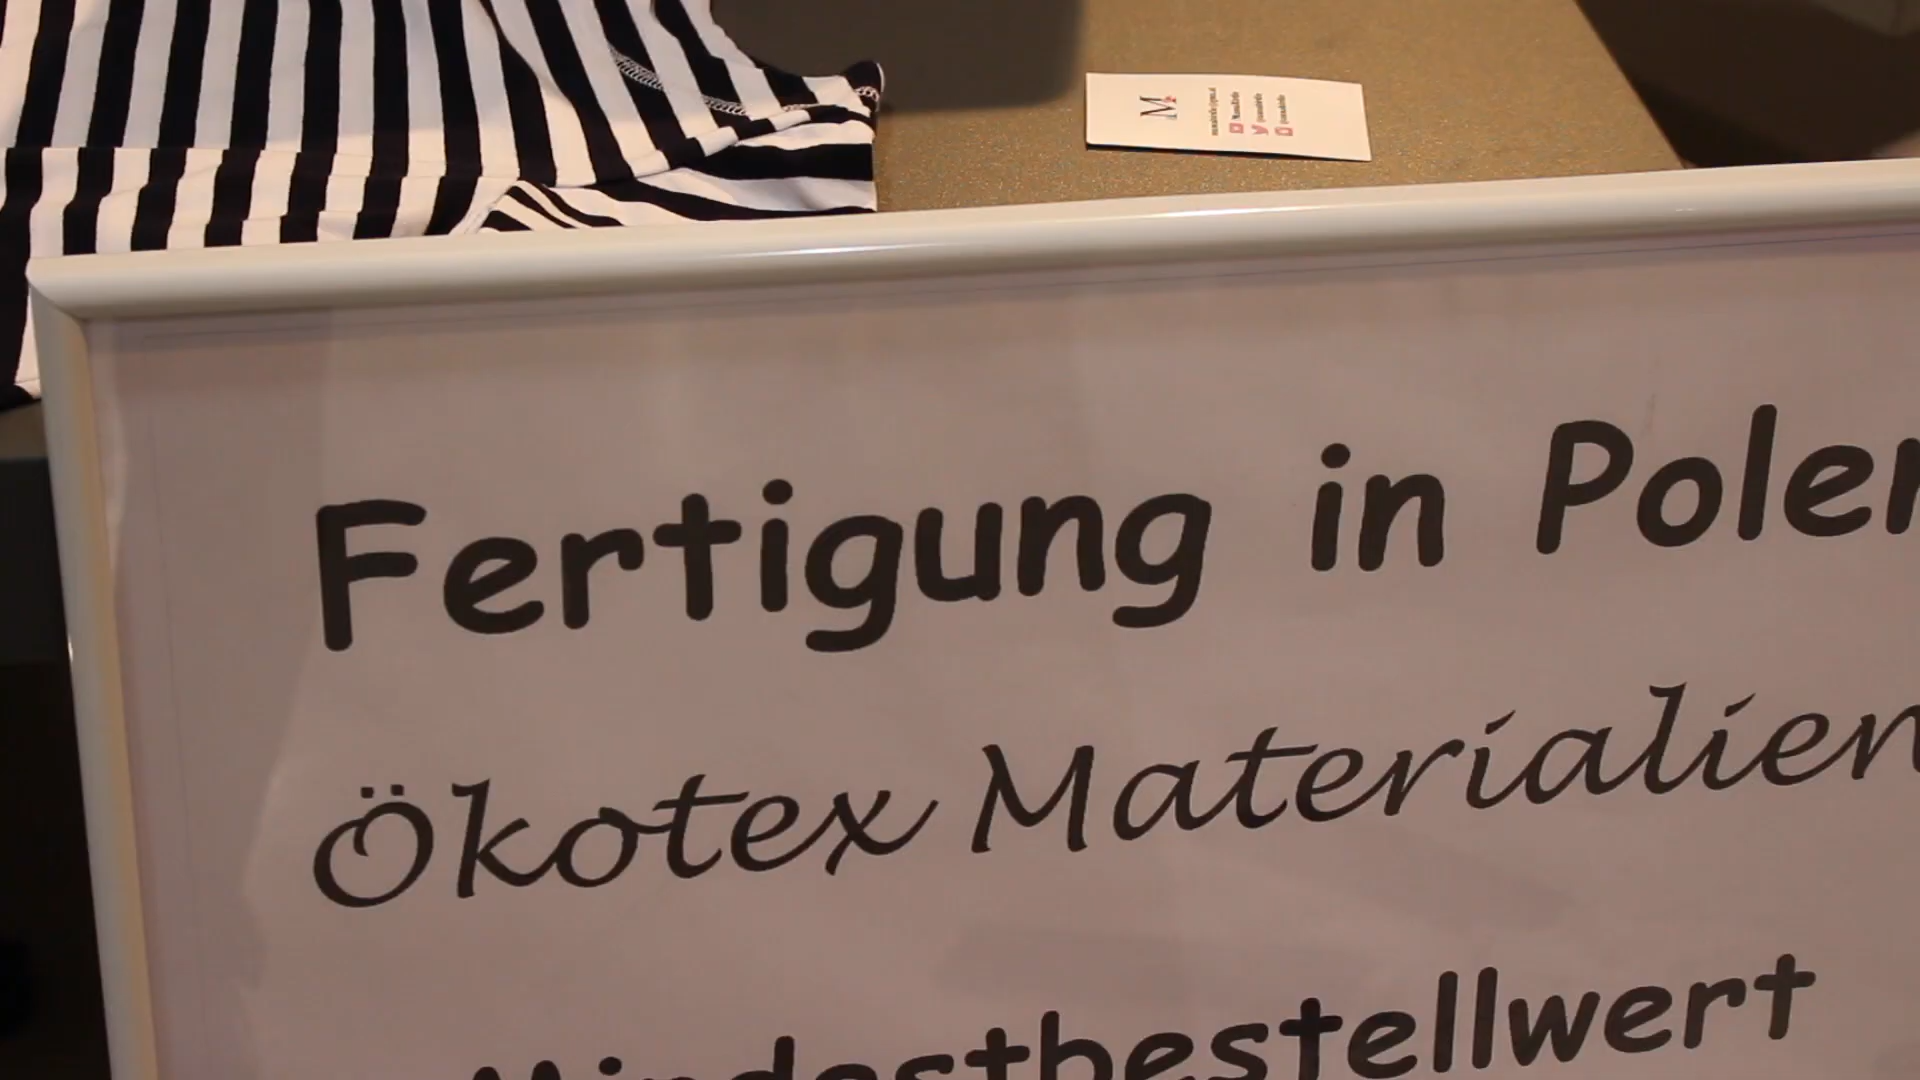 M
Fertigung in Polen
Ökotex Materialien
Mindestbestellwert